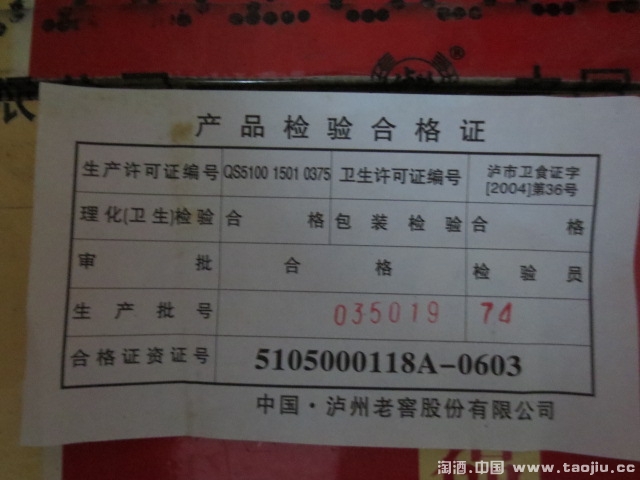 产品检验合格证
生产许可证编号 QS5100 1501 0375 卫生许可证编号 泸市卫食证字
[2004]第36号
理化(卫生)检验 合格 包装检验 合格
审批 合格 检验员
生产批号 035019 74
合格证资证号 5105000118A-0603
中国·泸州老窖股份有限公司
淘酒.中国 www.taojiu.cc